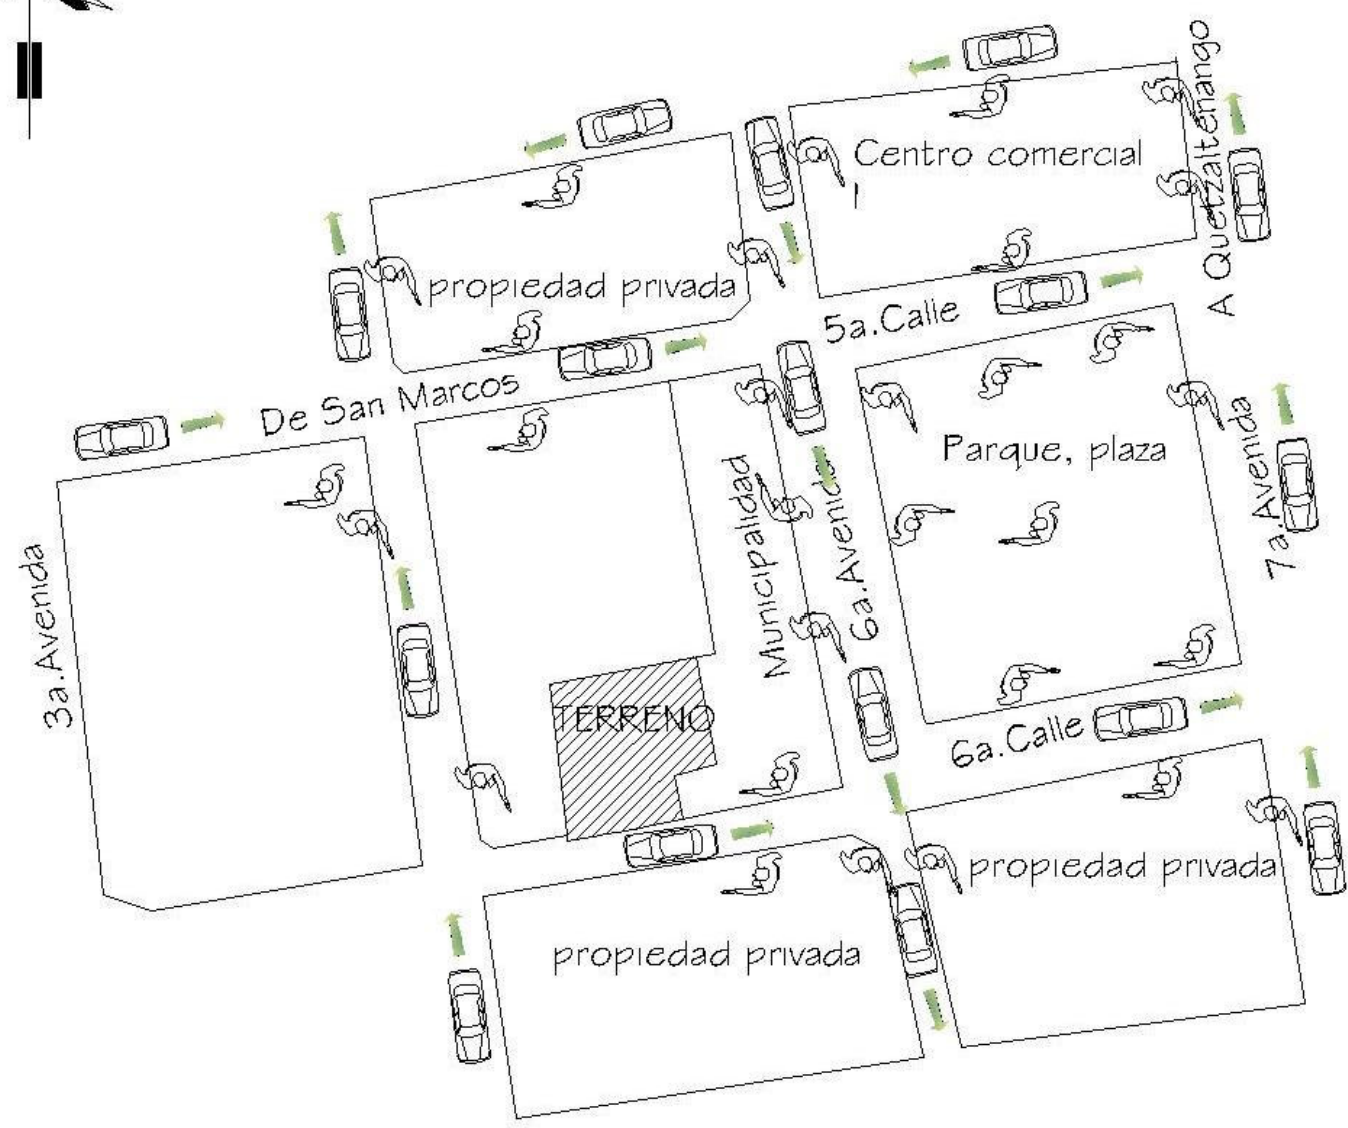 A Quetzaltenango
Centro comercial
1
propiedad privada
5a.Calle
De San Marcos
Parque, plaza
7a.Avenida
Municipalidad
6a.Avenida
3a.Avenida
TERRENO
6a.Calle
propiedad privada
propiedad privada